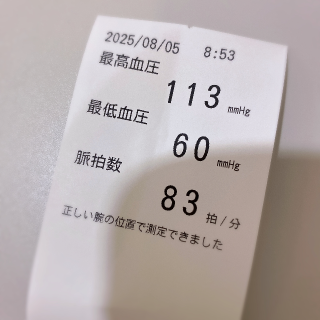 2025/08/05 8:53
最高血圧
113 mmHg
最低血圧
60 mmHg
脈拍数
83 拍/分
正しい腕の位置で測定できました